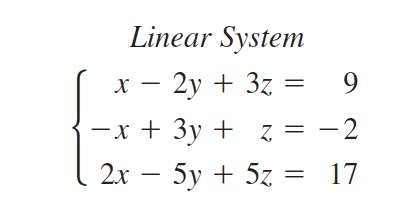 Linear System
x − 2y + 3z = 9
−x + 3y + z = −2
2x − 5y + 5z = 17